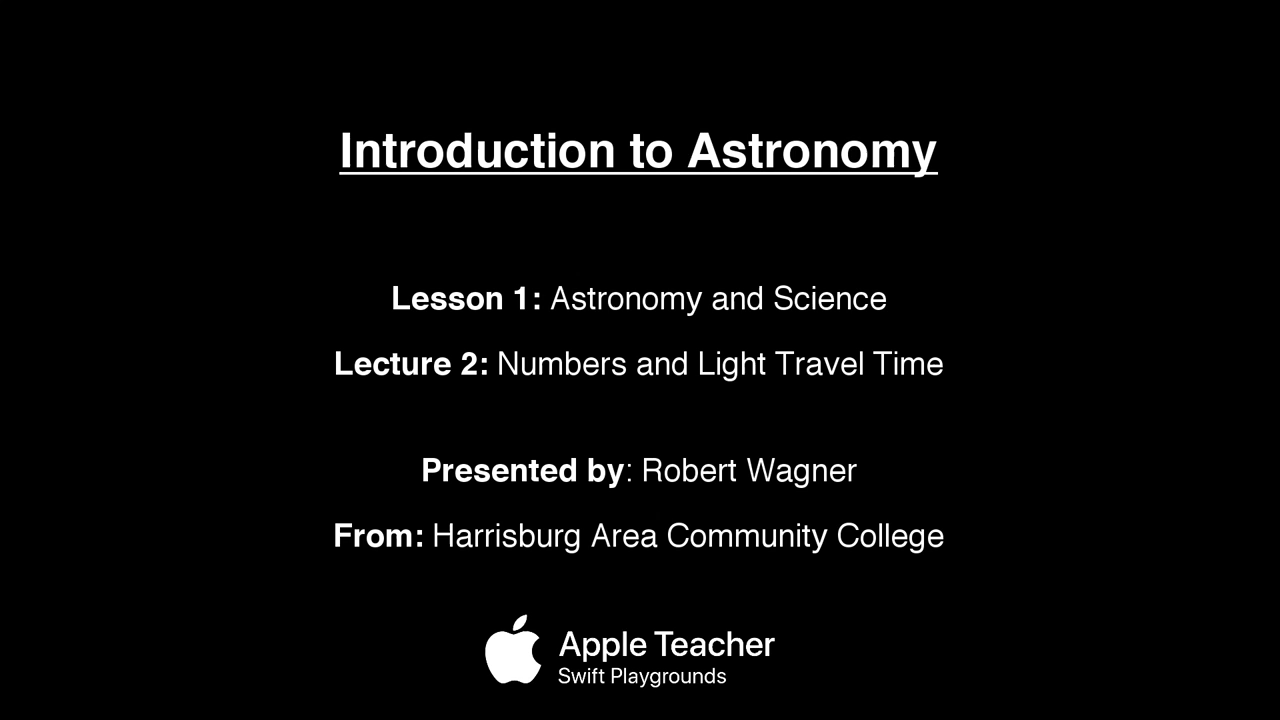 Introduction to Astronomy
Lesson 1: Astronomy and Science
Lecture 2: Numbers and Light Travel Time
Presented by: Robert Wagner
From: Harrisburg Area Community College
Apple Teacher
Swift Playgrounds